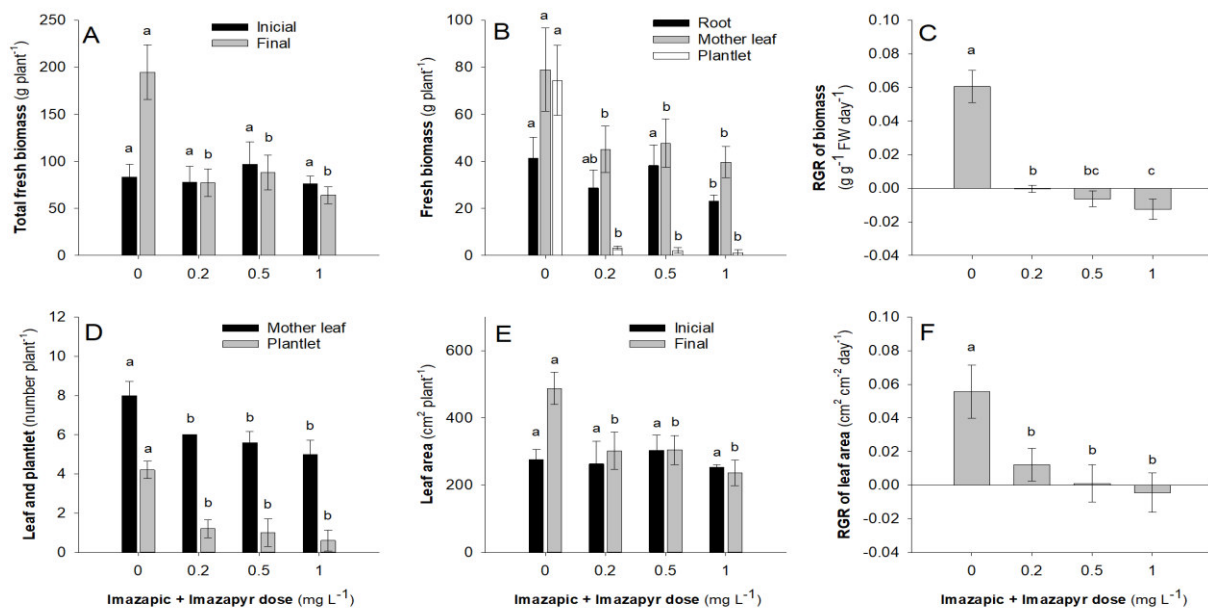 A
Inicial
Final
Total fresh biomass (g plant⁻¹)
250
200
150
100
50
0
a
a
a b
a b
a b
0 0.2 0.5 1
B
Root
Mother leaf
Plantlet
Fresh biomass (g plant⁻¹)
100
80
60
40
20
0
a a a
ab b b
a b b
b b b
0 0.2 0.5 1
C
RGR of biomass
(g g⁻¹ FW day⁻¹)
0.10
0.08
0.06
0.04
0.02
0.00
-0.02
-0.04
a b bc c
0 0.2 0.5 1
D
Mother leaf
Plantlet
Leaf and plantlet (number plant⁻¹)
12
10
8
6
4
2
0
a a
b b
b b
b b
0 0.2 0.5 1
Imazapic + Imazapyr dose (mg L⁻¹)
E
Inicial
Final
Leaf area (cm² plant⁻¹)
600
400
200
0
a a
a b
a b
a b
0 0.2 0.5 1
Imazapic + Imazapyr dose (mg L⁻¹)
F
RGR of leaf area (cm² cm⁻² day⁻¹)
0.10
0.08
0.06
0.04
0.02
0.00
-0.02
-0.04
a b b b
0 0.2 0.5 1
Imazapic + Imazapyr dose (mg L⁻¹)